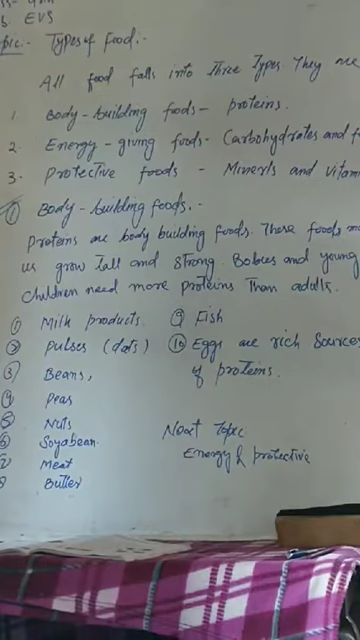 EVS
Topic:- Types of Food.-
All food falls into Three Types They are
1. Body-building foods- proteins.
2. Energy-giving foods- Carbohydrates and
3. Protective foods - Minerls and vitam
① Body-building foods.-
Proteins are body building foods. These foods
us grow tall and strong. Babies and young
children need more proteins than adults.
① Milk products. ⑨ Fish
② Pulses (dals) ⑩ Eggs are rich sources
③ Beans, of proteins.
④ Peas
⑤ Nuts
⑥ Soyabean.
⑦ Meat
⑧ Butter
Next Topic
Energy & protective